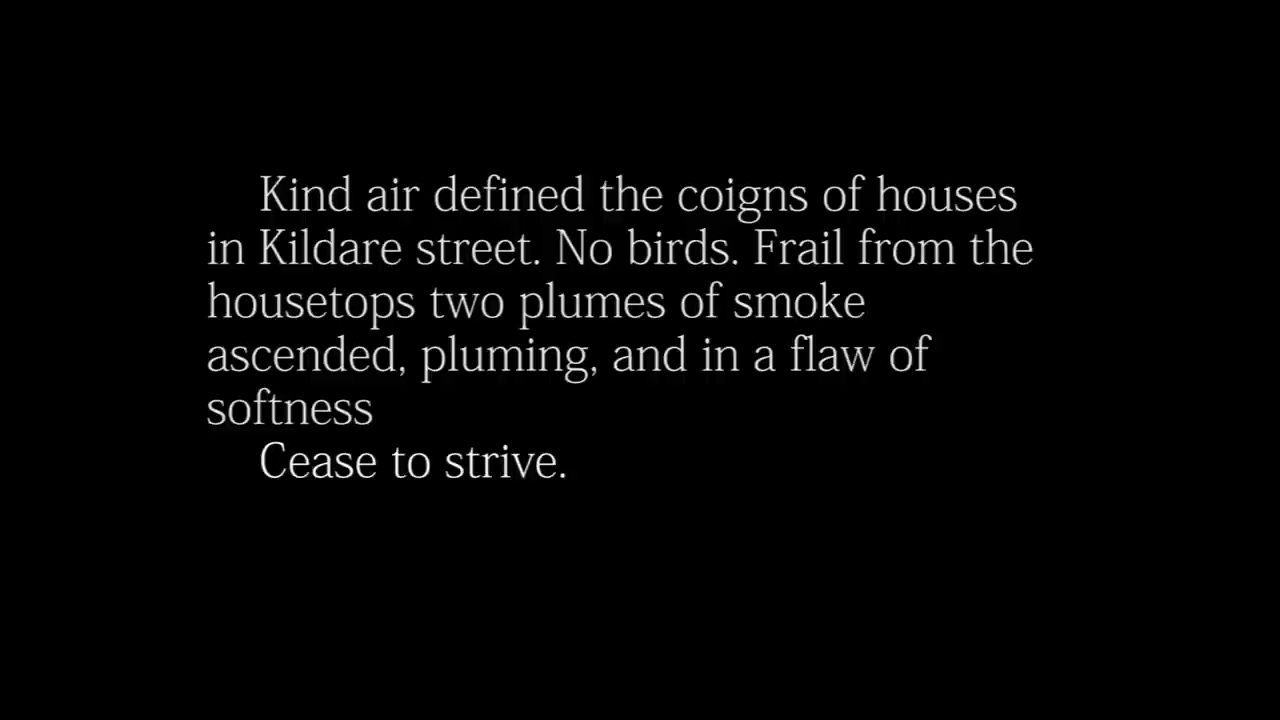 Kind air defined the coigns of houses
in Kildare street. No birds. Frail from the
housetops two plumes of smoke
ascended, pluming, and in a flaw of
softness
Cease to strive.